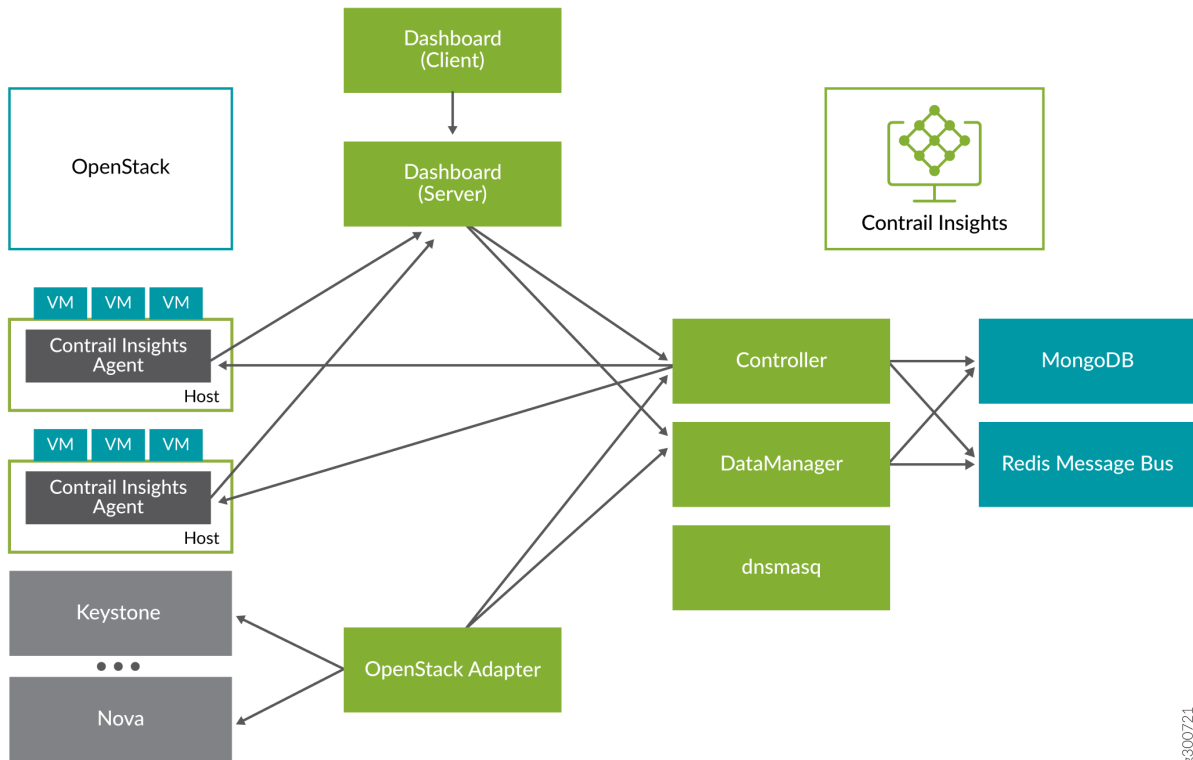 Dashboard
(Client)
OpenStack
Dashboard
(Server)
Contrail Insights
VM VM VM
Contrail Insights
Agent
Host
Controller
MongoDB
VM VM VM
Contrail Insights
Agent
Host
DataManager
Redis Message Bus
dnsmasq
Keystone
OpenStack Adapter
Nova
g300721